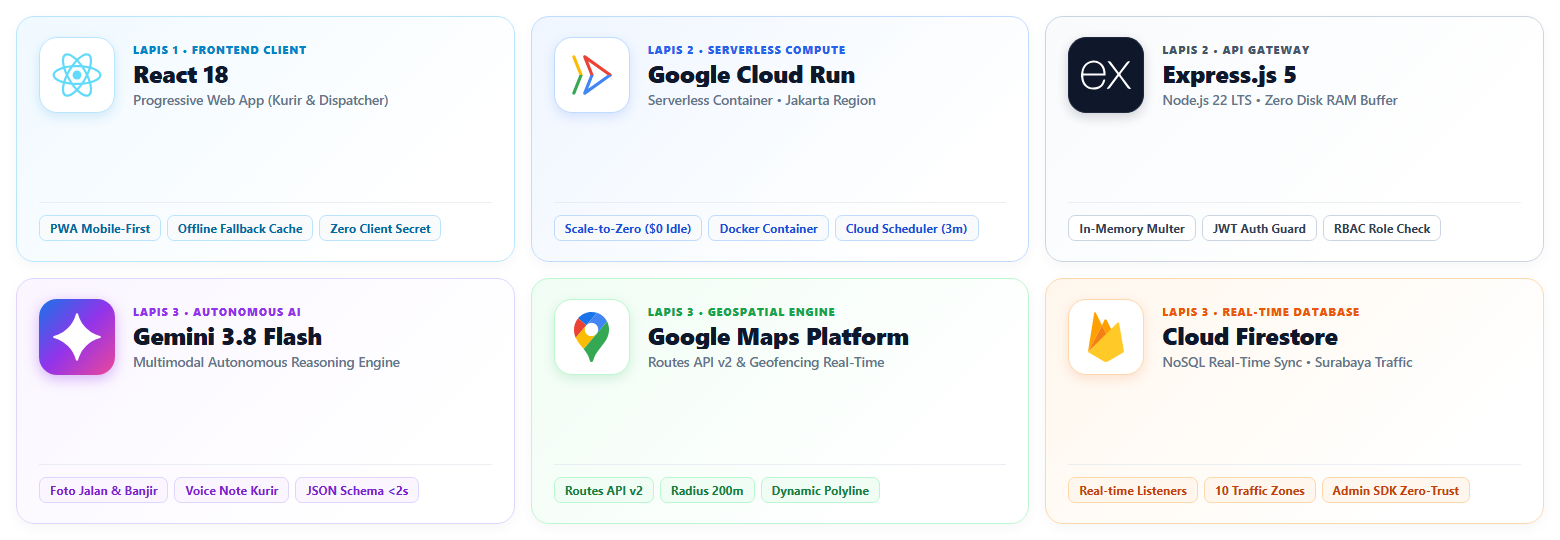 LAPIS 1 • FRONTEND CLIENT
React 18
Progressive Web App (Kurir & Dispatcher)
PWA Mobile-First
Offline Fallback Cache
Zero Client Secret
LAPIS 2 • SERVERLESS COMPUTE
Google Cloud Run
Serverless Container • Jakarta Region
Scale-to-Zero ($0 Idle)
Docker Container
Cloud Scheduler (3m)
ex
LAPIS 2 • API GATEWAY
Express.js 5
Node.js 22 LTS • Zero Disk RAM Buffer
In-Memory Multer
JWT Auth Guard
RBAC Role Check
LAPIS 3 • AUTONOMOUS AI
Gemini 3.8 Flash
Multimodal Autonomous Reasoning Engine
Foto Jalan & Banjir
Voice Note Kurir
JSON Schema <2s
LAPIS 3 • GEOSPATIAL ENGINE
Google Maps Platform
Routes API v2 & Geofencing Real-Time
Routes API v2
Radius 200m
Dynamic Polyline
LAPIS 3 • REAL-TIME DATABASE
Cloud Firestore
NoSQL Real-Time Sync • Surabaya Traffic
Real-time Listeners
10 Traffic Zones
Admin SDK Zero-Trust